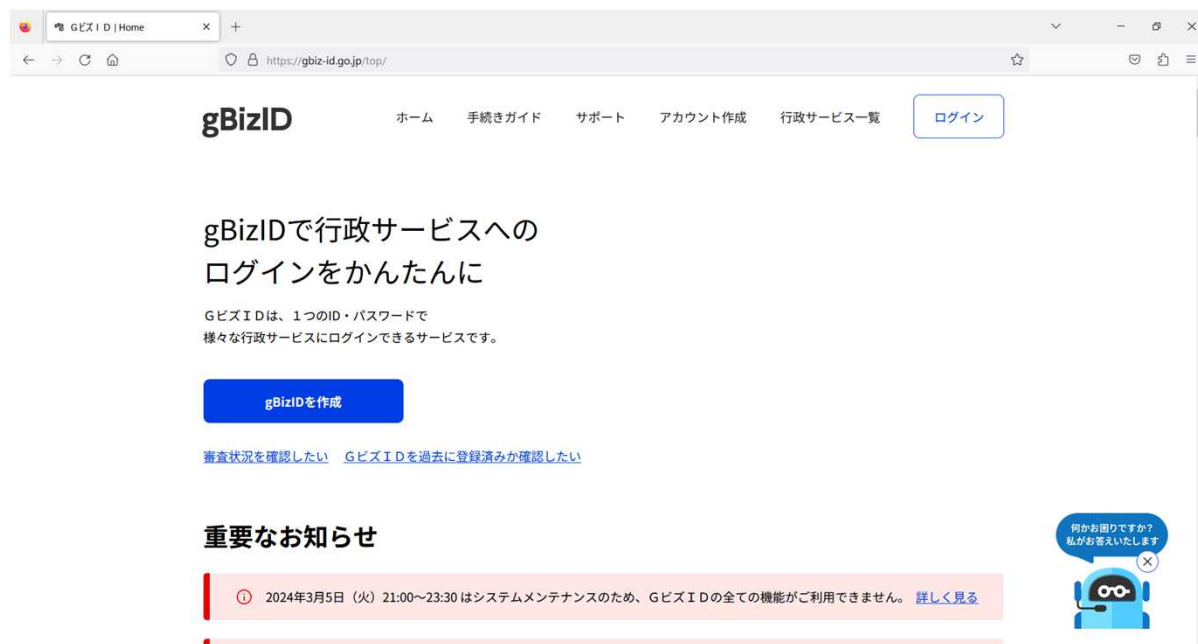 GビズID | Home
https://gbiz-id.go.jp/top/
gBizID
ホーム 手続きガイド サポート アカウント作成 行政サービス一覧 ログイン
gBizIDで行政サービスへの
ログインをかんたんに
GビズIDは、1つのID・パスワードで
様々な行政サービスにログインできるサービスです。
gBizIDを作成
審査状況を確認したい GビズIDを過去に登録済みか確認したい
重要なお知らせ
何かお困りですか?
私がお答えいたします
2024年3月5日（火）21:00～23:30 はシステムメンテナンスのため、GビズIDの全ての機能がご利用できません。 詳しく見る